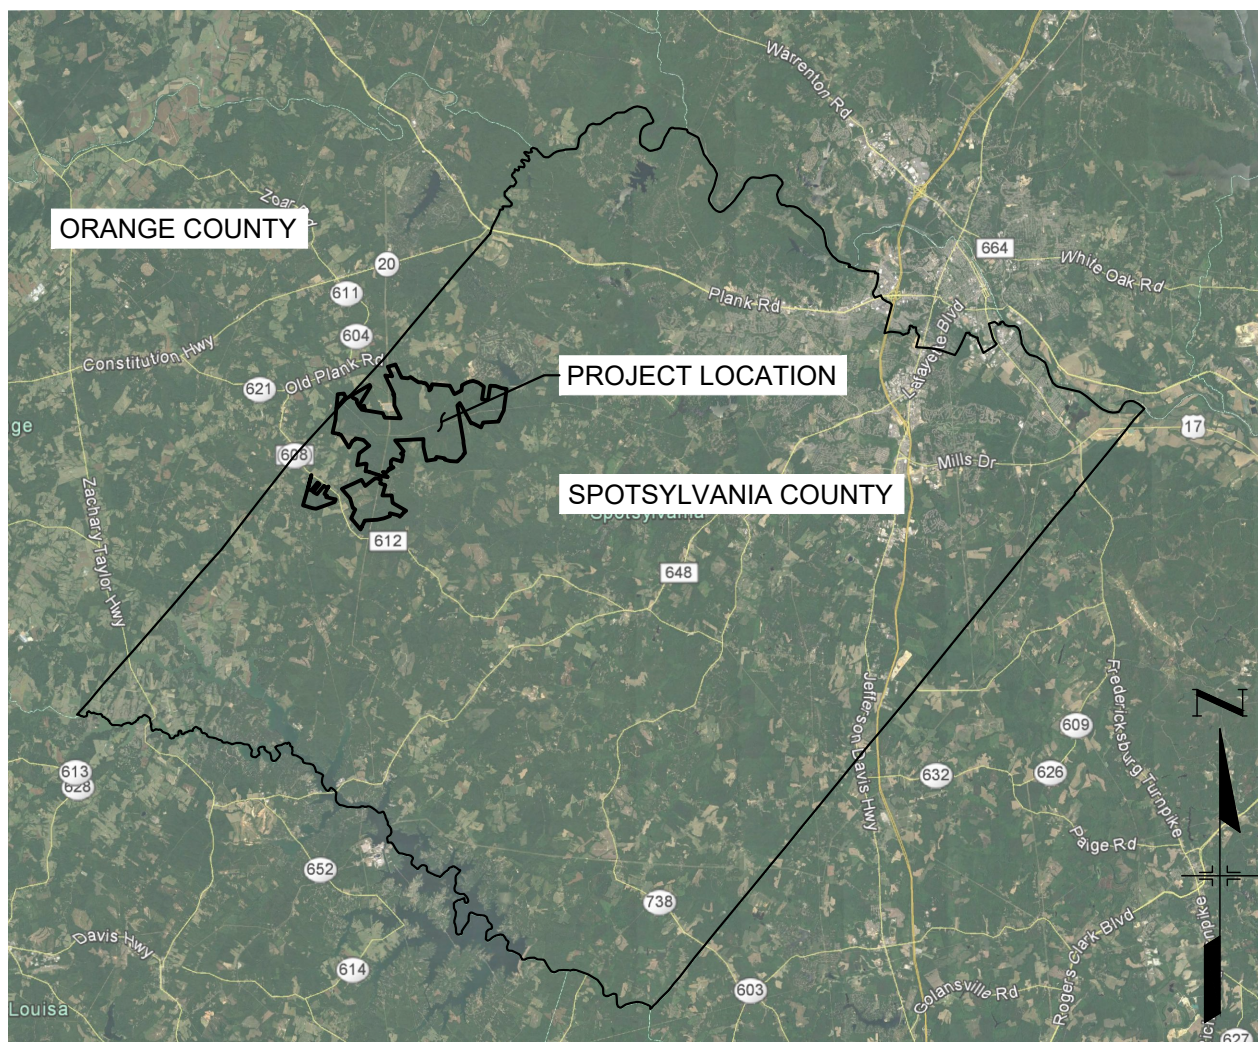 Warrenton Rd
Zoar Rd
ORANGE COUNTY
664
White Oak Rd
20
611
Plank Rd
604
Constitution Hwy
Old Plank Rd
621
Lafayette Blvd
PROJECT LOCATION
ge
17
608
Mills Dr
SPOTSYLVANIA COUNTY
Spotsylvania
Zachary Taylor Hwy
612
648
Jefferson Davis Hwy
Fredericksburg Turnpike
N
609
613
628
632
626
Paige Rd
652
738
Davis Hwy
Rogers Clark Blvd
614
603
Golansville Rd
Louisa
627